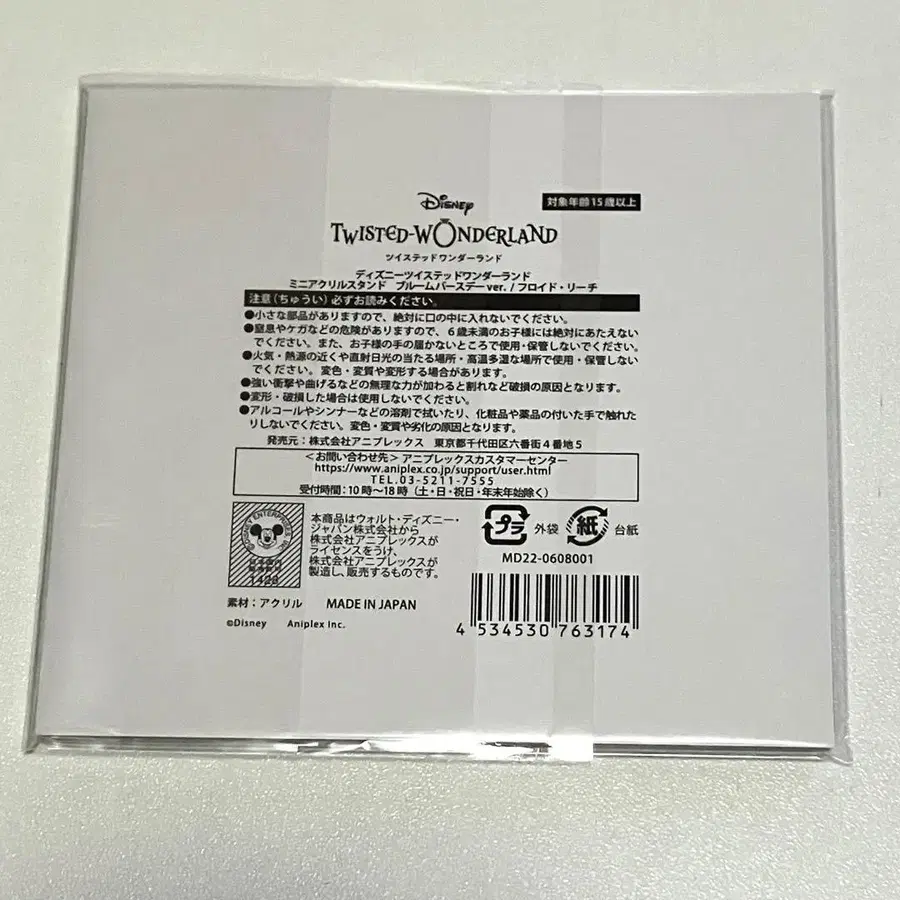 Disney
対象年齢15歳以上
TWISTED-WONDERLAND
ツイステッドワンダーランド
ディズニーツイステッドワンダーランド
ミニアクリルスタンド ブルームバースデーver. / フロイド・リーチ
注意(ちゅうい)必ずお読みください。
●小さな部品がありますので、絶対に口の中に入れないでください。
●窒息やケガなどの危険がありますので、6歳未満のお子様には絶対にあたえない
でください。また、お子様の手の届かないところで使用・保管しないでください。
●火気・熱源の近くや直射日光の当たる場所・高温多湿な場所で使用・保管しない
でください。変色・変質や変形する場合があります。
●強い衝撃や曲げるなどの無理な力が加わると割れなど破損の原因となります。
●変形・破損した場合は使用しないでください。
●アルコールやシンナーなどの溶剤で拭いたり、化粧品や薬品の付いた手で触れた
りしないでください。変色・変質や劣化の原因となります。
発売元:株式会社アニプレックス 東京都千代田区六番街4番地5
<お問い合わせ先>アニプレックスカスタマーセンター
https://www.aniplex.co.jp/support/user.html
TEL.03-5211-7555
受付時間:10時〜18時(土・日・祝日・年末年始除く)
©DISNEY ENTERPRISES INC.
1428
本商品はウォルト・ディズニー・
ジャパン株式会社から
株式会社アニプレックスが
ライセンスをうけ、
株式会社アニプレックスが
製造し、販売するものです。
プラ 外袋 紙 台紙
MD22-0608001
素材:アクリル MADE IN JAPAN
©Disney Aniplex Inc.
4 534530 763174